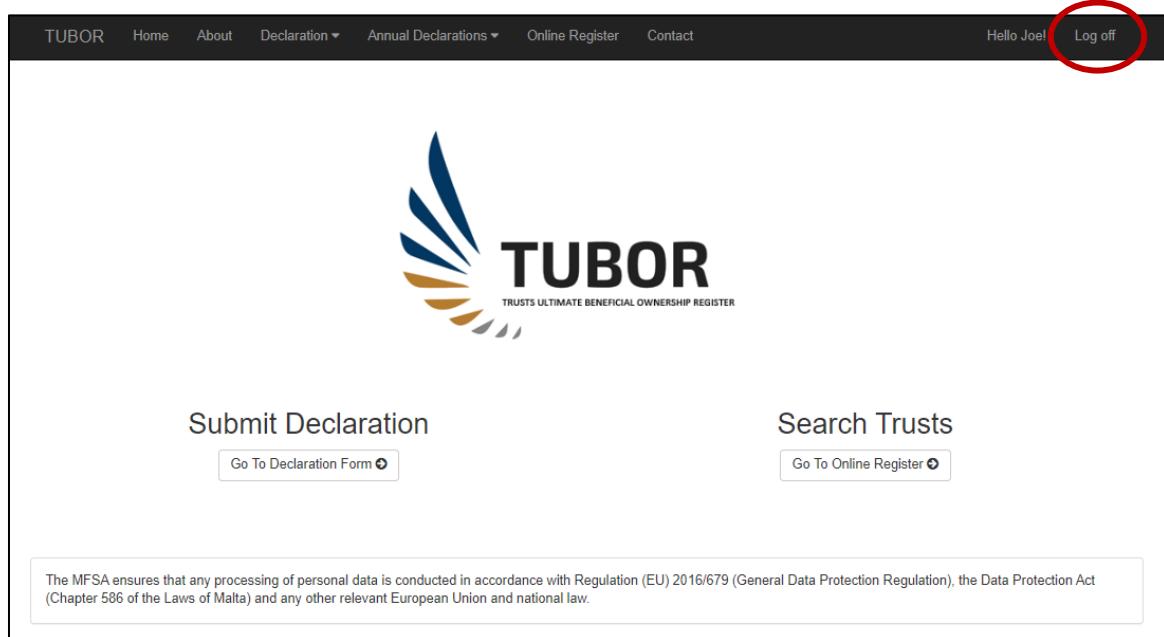 TUBOR Home About Declaration Annual Declarations Online Register Contact Hello Joe! Log off
TUBOR
TRUSTS ULTIMATE BENEFICIAL OWNERSHIP REGISTER
Submit Declaration
Go To Declaration Form
Search Trusts
Go To Online Register
The MFSA ensures that any processing of personal data is conducted in accordance with Regulation (EU) 2016/679 (General Data Protection Regulation), the Data Protection Act
(Chapter 586 of the Laws of Malta) and any other relevant European Union and national law.